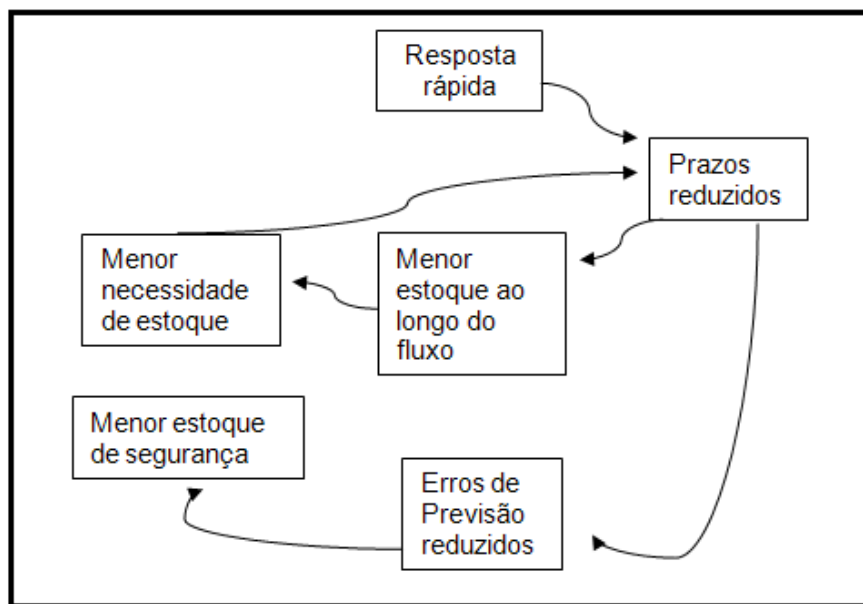 Resposta
rápida
Prazos
reduzidos
Menor
necessidade
de estoque
Menor
estoque ao
longo do
fluxo
Menor estoque
de segurança
Erros de
Previsão
reduzidos